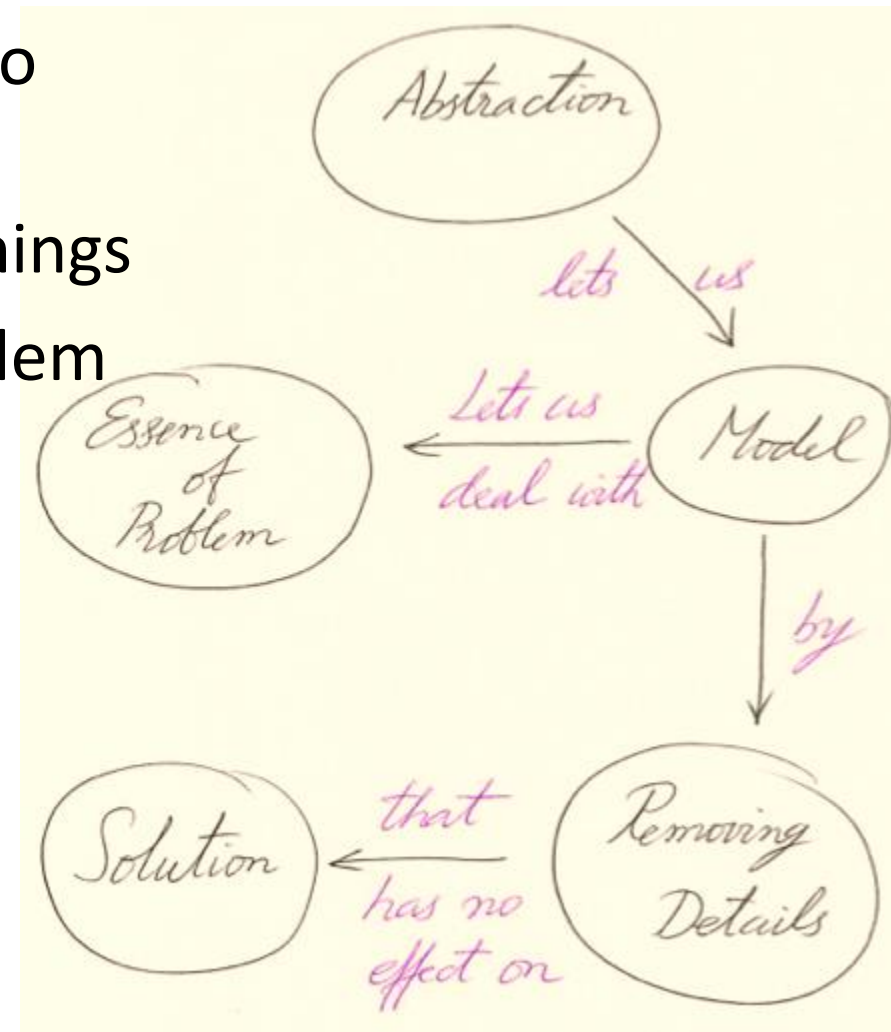 o
Abstraction
nings
lets us
lem
Lets us
Essence
of
Problem
Model
deal with
by
that
Removing
Solution
Details
has no
effect on